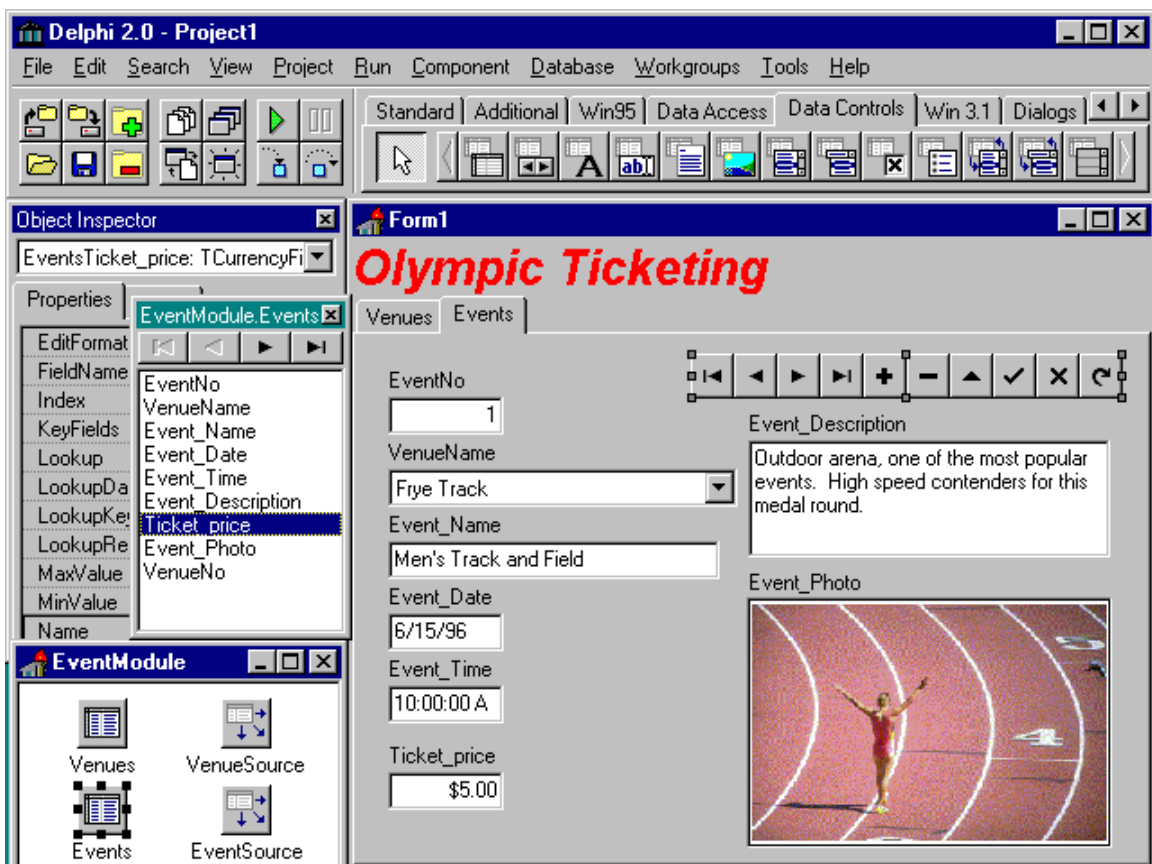 Delphi 2.0 - Project1
File Edit Search View Project Run Component Database Workgroups Tools Help
Standard Additional Win95 Data Access Data Controls Win 3.1 Dialogs
A
abI
Object Inspector
EventsTicket_price: TCurrencyFi
Properties
EditFormat
FieldName
Index
KeyFields
Lookup
LookupDa
LookupKey
LookupRe
MaxValue
MinValue
Name
EventModule.Events
EventNo
VenueName
Event_Name
Event_Date
Event_Time
Event_Description
Ticket_price
Event_Photo
VenueNo
EventModule
Venues
VenueSource
Events
EventSource
Form1
Olympic Ticketing
Venues Events
EventNo
1
VenueName
Frye Track
Event_Name
Men's Track and Field
Event_Date
6/15/96
Event_Time
10:00:00 A
Ticket_price
$5.00
Event_Description
Outdoor arena, one of the most popular
events. High speed contenders for this
medal round.
Event_Photo
5
4